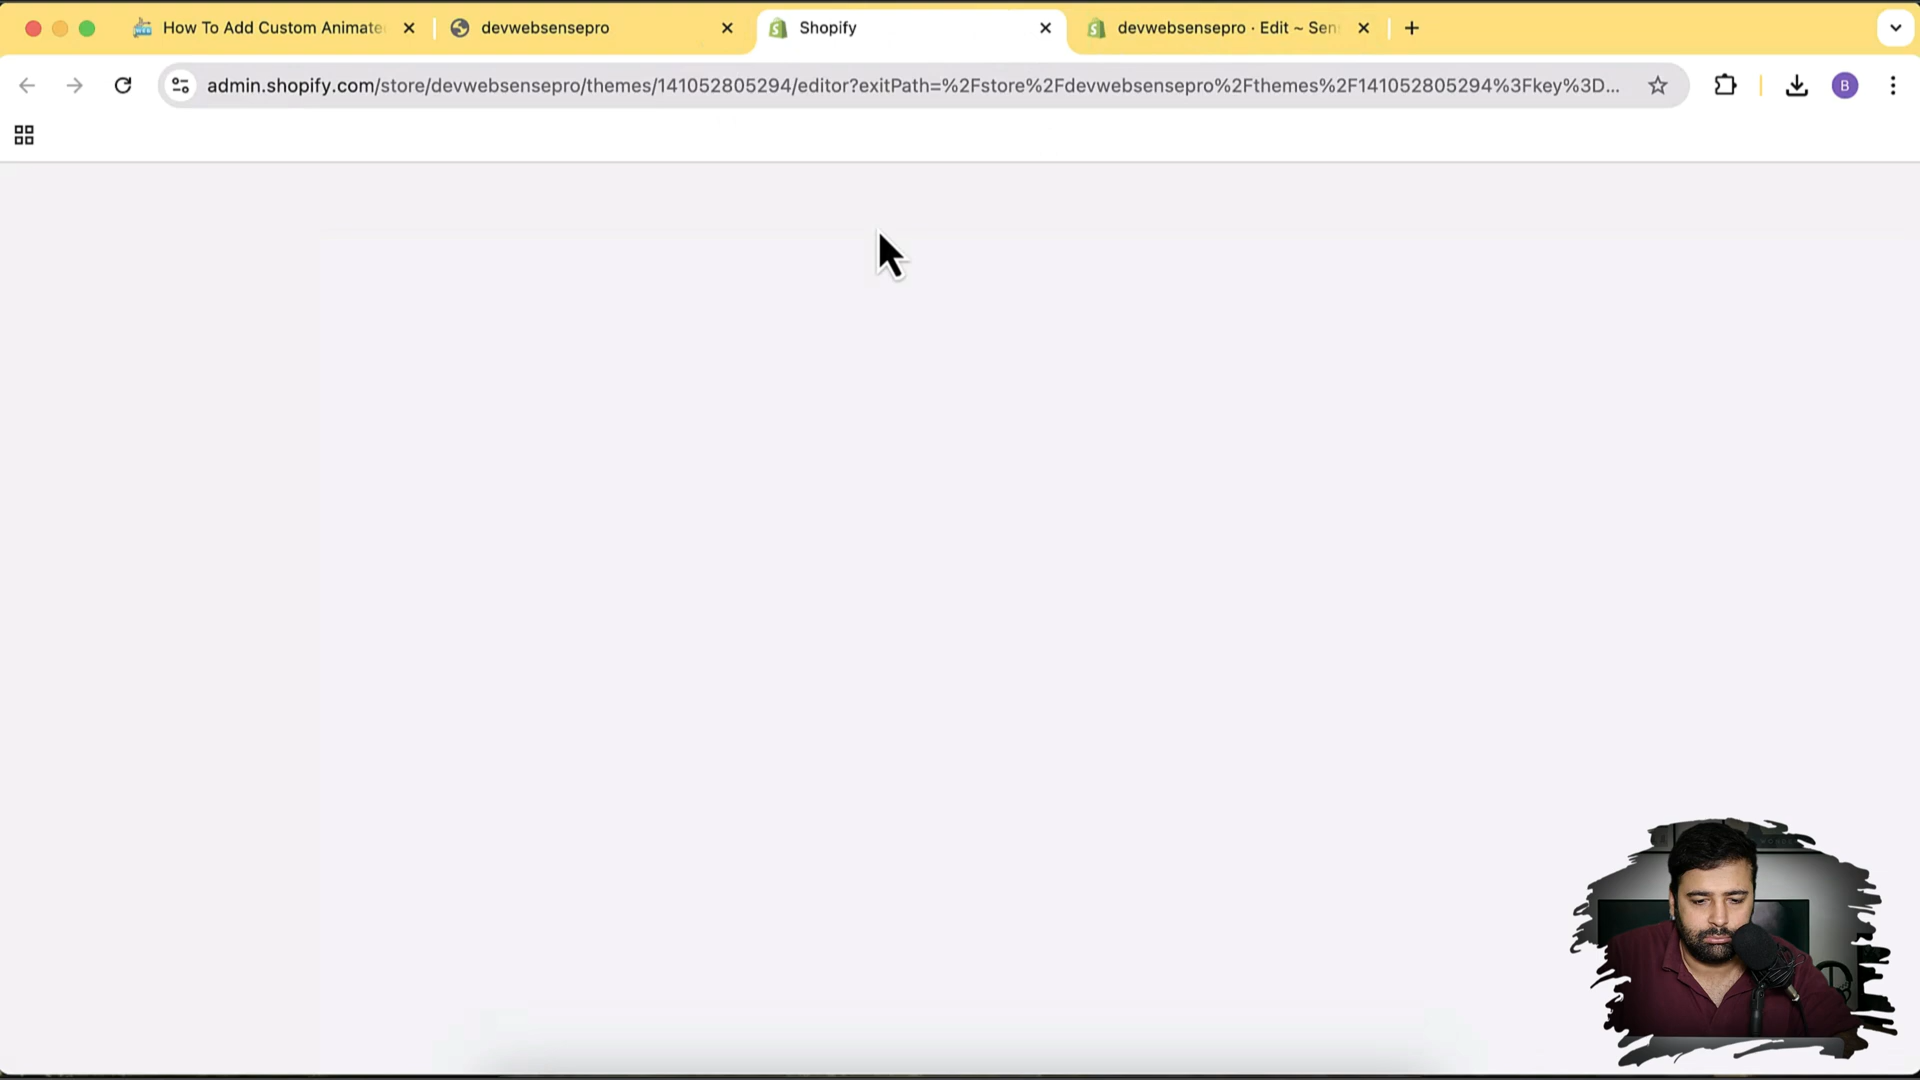 How To Add Custom Animate
devwebsensepro
Shopify
devwebsensepro · Edit ~ Sen
admin.shopify.com/store/devwebsensepro/themes/141052805294/editor?exitPath=%2Fstore%2Fdevwebsensepro%2Fthemes%2F141052805294%3Fkey%3D...
B